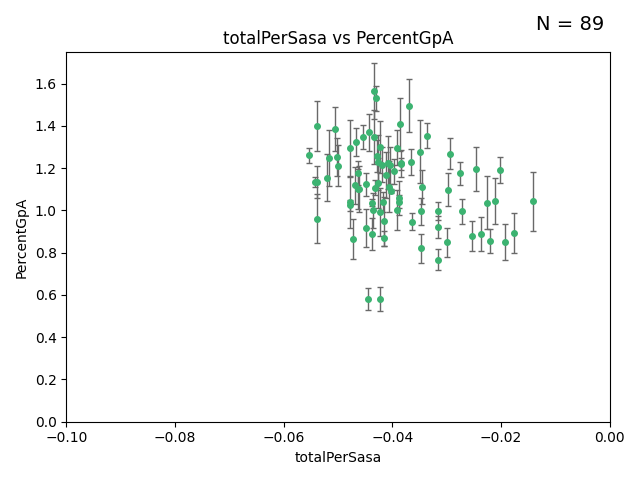 N = 89
totalPerSasa vs PercentGpA
1.6
1.4
1.2
1.0
0.8
0.6
0.4
0.2
0.0
PercentGpA
−0.10 −0.08 −0.06 −0.04 −0.02 0.00
totalPerSasa